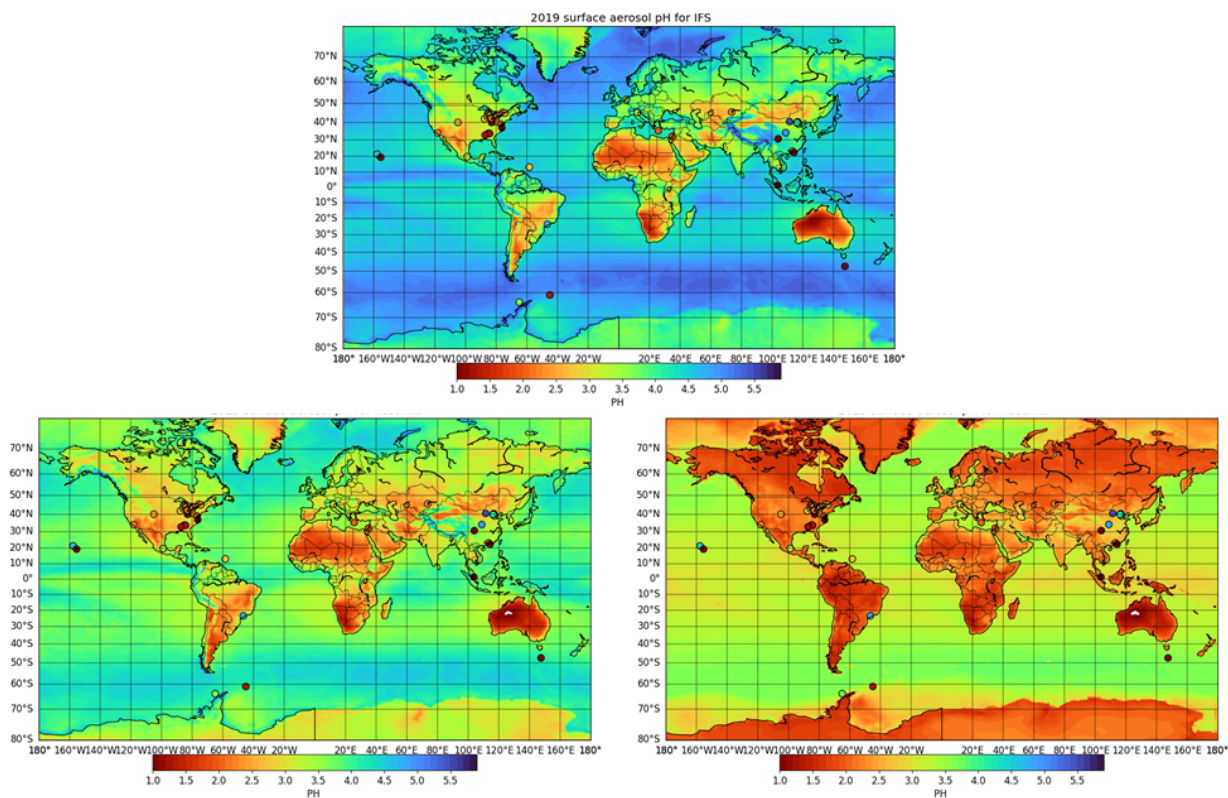 2019 surface aerosol pH for IFS
70°N
60°N
50°N
40°N
30°N
20°N
10°N
0°
10°S
20°S
30°S
40°S
50°S
60°S
70°S
80°S
180° 160°W140°W120°W100°W80°W 60°W 40°W 20°W 20°E 40°E 60°E 80°E 100°E 120°E 140°E 160°E 180°
1.0 1.5 2.0 2.5 3.0 3.5 4.0 4.5 5.0 5.5
PH
70°N
60°N
50°N
40°N
30°N
20°N
10°N
0°
10°S
20°S
30°S
40°S
50°S
60°S
70°S
80°S
180° 160°W140°W120°W100°W80°W 60°W 40°W 20°W 20°E 40°E 60°E 80°E 100°E 120°E 140°E 160°E 180°
1.0 1.5 2.0 2.5 3.0 3.5 4.0 4.5 5.0 5.5
PH
70°N
60°N
50°N
40°N
30°N
20°N
10°N
0°
10°S
20°S
30°S
40°S
50°S
60°S
70°S
80°S
180° 160°W140°W120°W100°W80°W 60°W 40°W 20°W 20°E 40°E 60°E 80°E 100°E 120°E 140°E 160°E 180°
1.0 1.5 2.0 2.5 3.0 3.5 4.0 4.5 5.0 5.5
PH